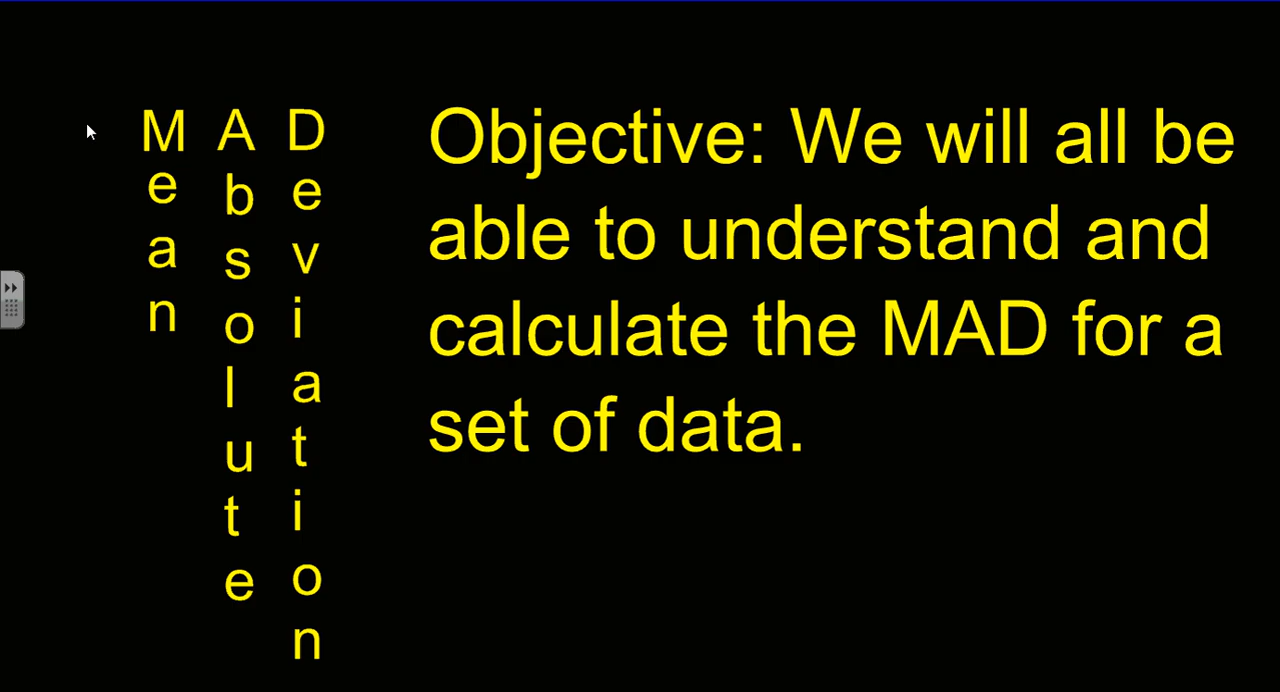 Mean
Absolute
Deviation
Objective: We will all be
able to understand and
calculate the MAD for a
set of data.